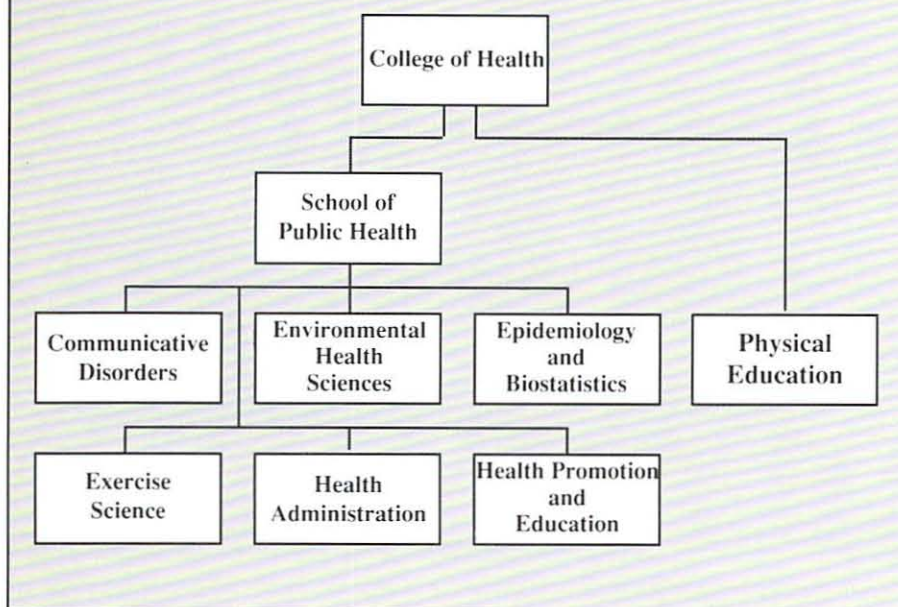 College of Health
School of
Public Health
Communicative
Disorders
Environmental
Health
Sciences
Epidemiology
and
Biostatistics
Physical
Education
Exercise
Science
Health
Administration
Health Promotion
and
Education